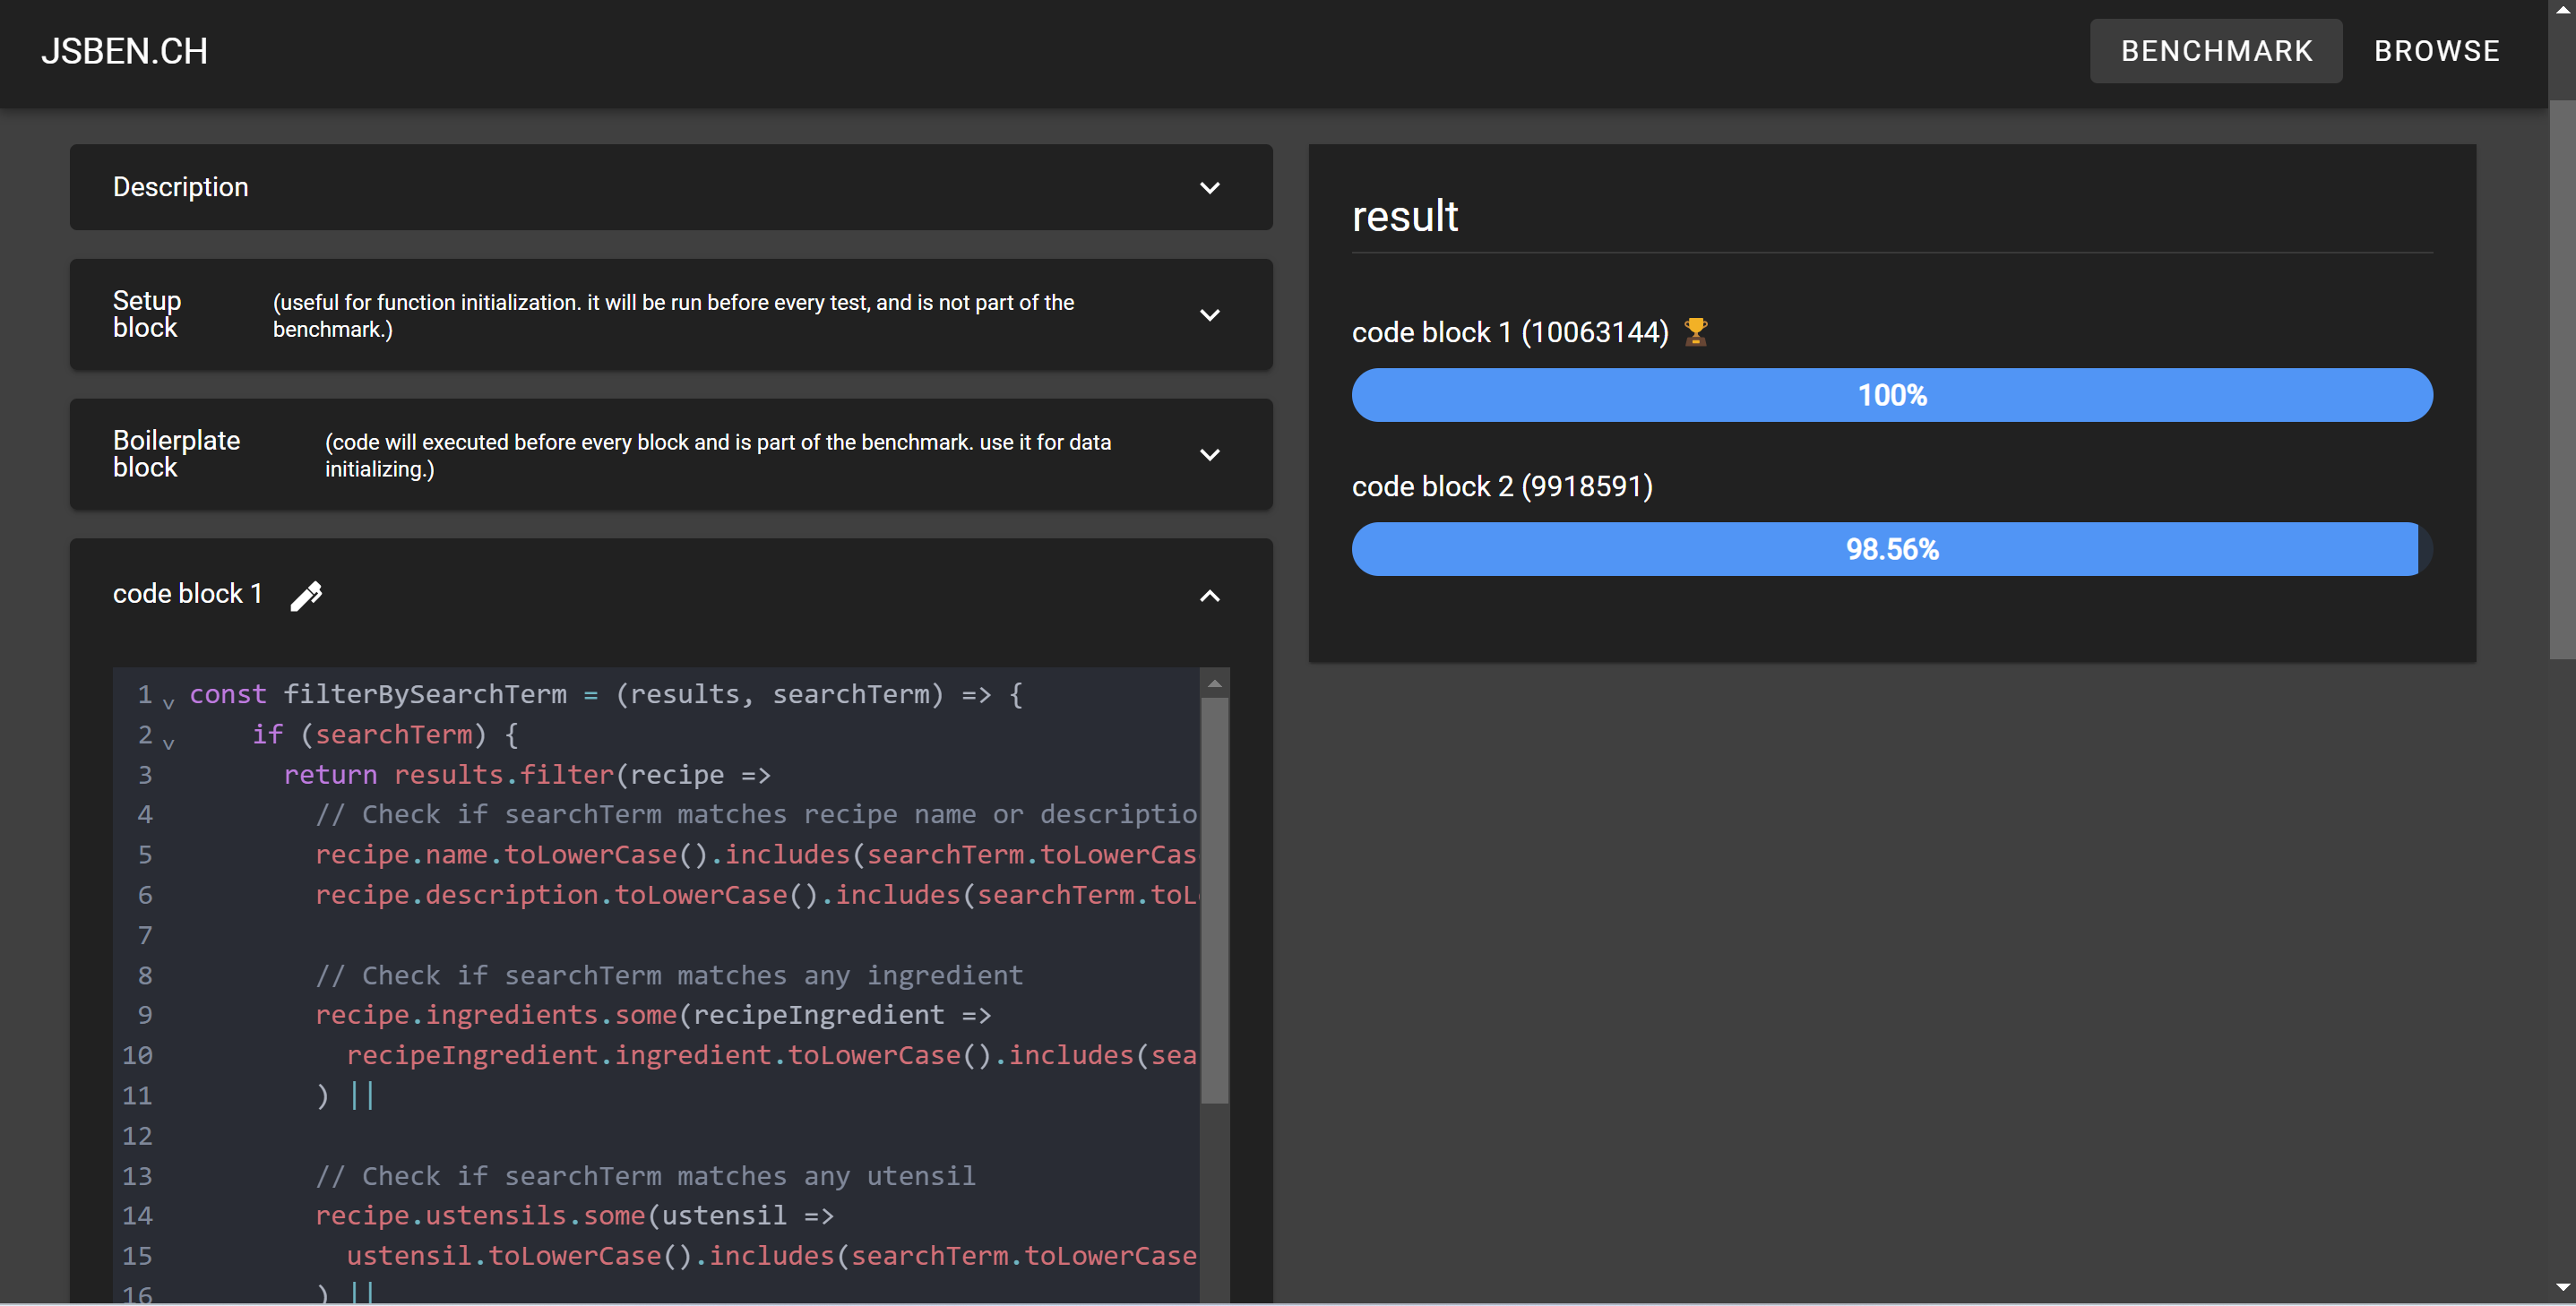 JSBEN.CH
BENCHMARK
BROWSE
Description
Setup block
(useful for function initialization. it will be run before every test, and is not part of the
benchmark.)
Boilerplate block
(code will executed before every block and is part of the benchmark. use it for data
initializing.)
code block 1
1 const filterBySearchTerm = (results, searchTerm) => {
2 if (searchTerm) {
3 return results.filter(recipe =>
4 // Check if searchTerm matches recipe name or descriptio
5 recipe.name.toLowerCase().includes(searchTerm.toLowerCas
6 recipe.description.toLowerCase().includes(searchTerm.toL
7
8 // Check if searchTerm matches any ingredient
9 recipe.ingredients.some(recipeIngredient =>
10 recipeIngredient.ingredient.toLowerCase().includes(sea
11 ) ||
12
13 // Check if searchTerm matches any utensil
14 recipe.ustensils.some(ustensil =>
15 ustensil.toLowerCase().includes(searchTerm.toLowerCase
16 ) ||
result
code block 1 (10063144)
100%
code block 2 (9918591)
98.56%